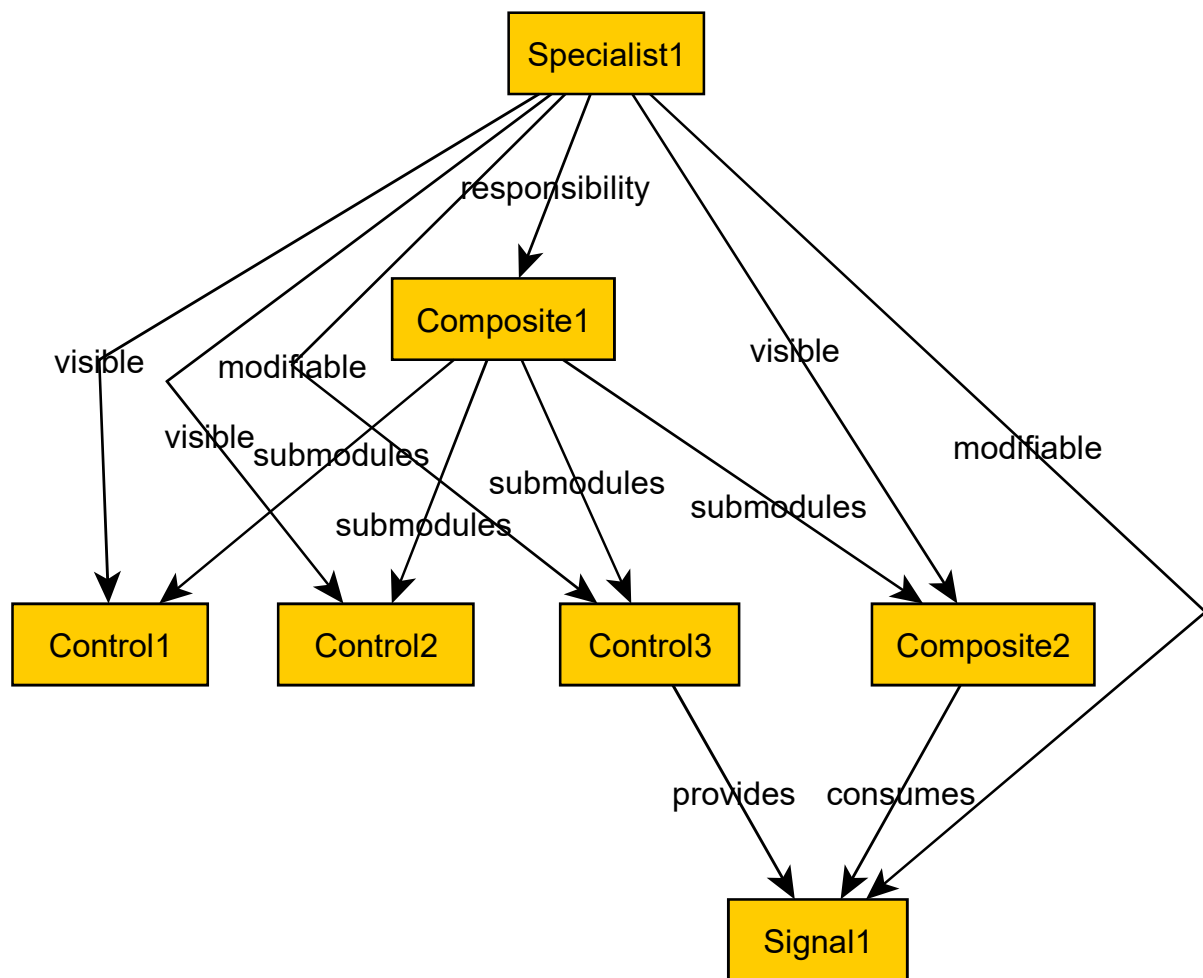 Specialist1
responsibility
Composite1
visible
modifiable
visible
visible
submodules
modifiable
submodules
submodules
submodules
Control1
Control2
Control3
Composite2
provides
consumes
Signal1